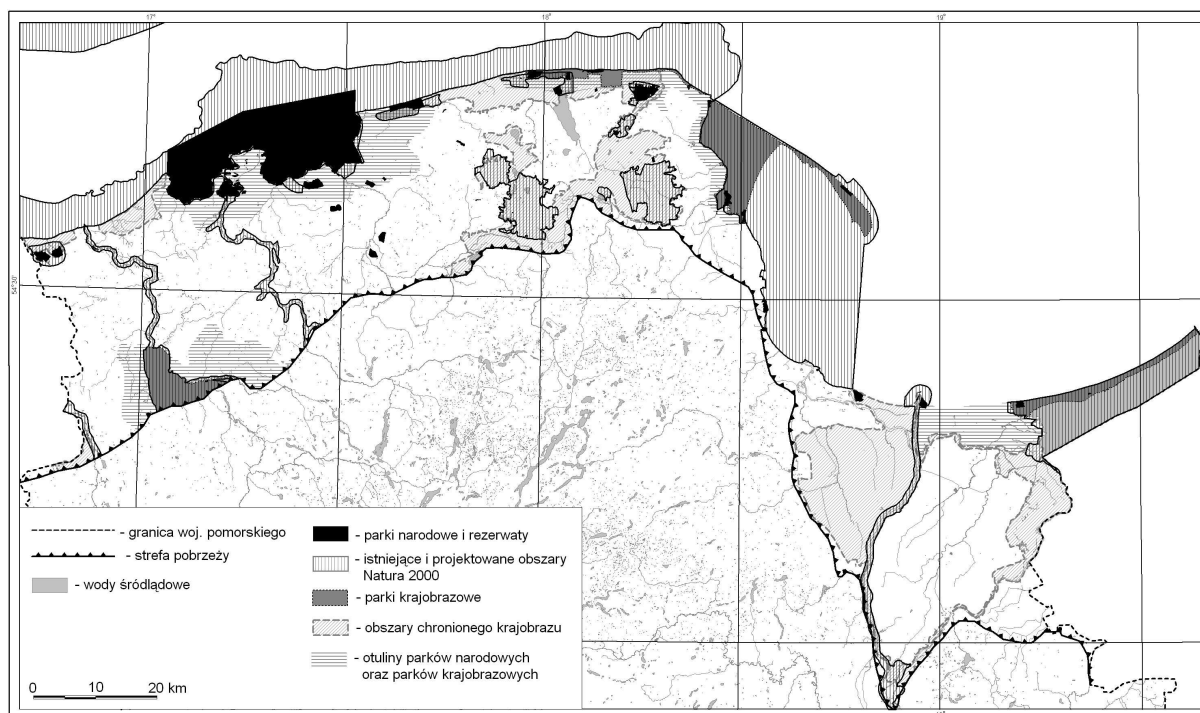 17°
18°
19°
54°30'
- granica woj. pomorskiego
- strefa pobrzeży
- wody śródlądowe
- parki narodowe i rezerwaty
- istniejące i projektowane obszary
Natura 2000
- parki krajobrazowe
- obszary chronionego krajobrazu
- otuliny parków narodowych
oraz parków krajobrazowych
0 10 20 km